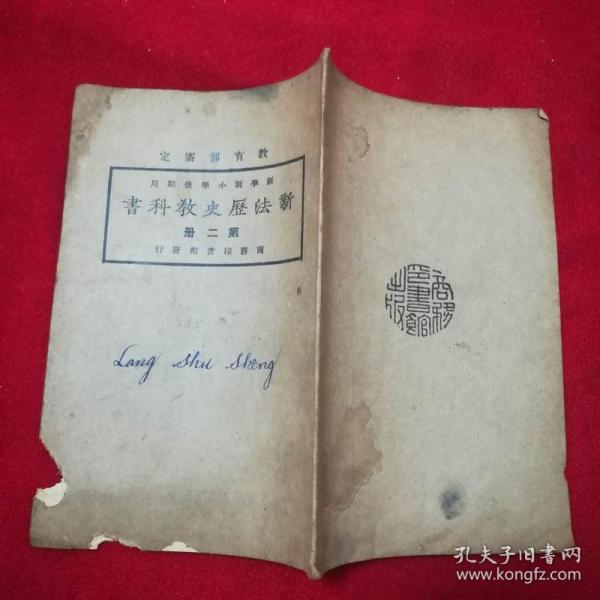 教育部審定
新學制小學後期用
新法歷史教科書
第二册
商務印書館發行
Lang Shu Sheng
商務印書館出版
孔夫子旧书网
www.kongfz.com